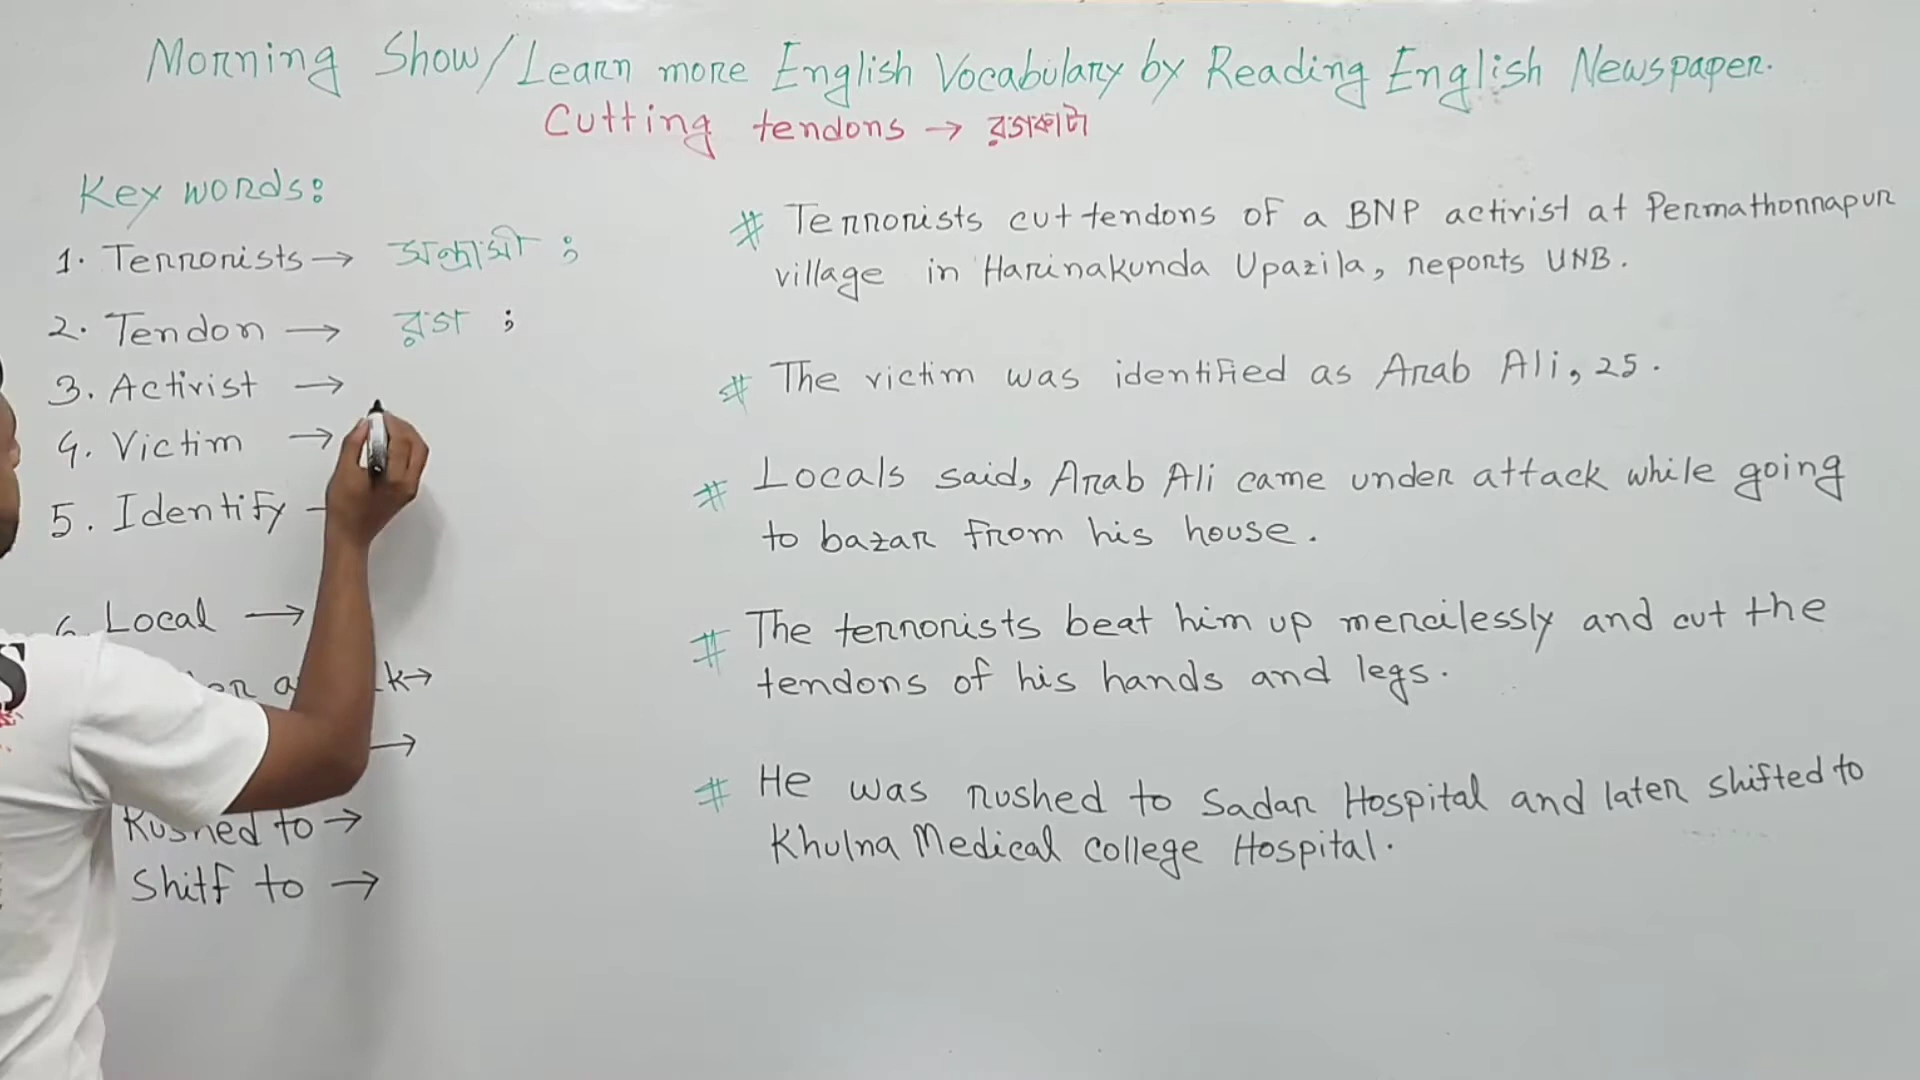 Morning Show/Learn more English Vocabulary by Reading English Newspaper.
Cutting tendons → রগকাটা
Key words:
1. Terrorists → সন্ত্রাসী ;
2. Tendon → রগ ;
3. Activist →
4. Victim →
5. Identify
6. Local →
→
→
Rushed to →
Shitf to →
# Terrorists cut tendons of a BNP activist at Permathonnapur
village in Harinakunda Upazila, reports UNB.
# The victim was identified as Arab Ali, 25.
# Locals said, Arab Ali came under attack while going
to bazar from his house.
# The terrorists beat him up mercilessly and cut the
tendons of his hands and legs.
# He was rushed to Sadar Hospital and later shifted to
Khulna Medical college Hospital.